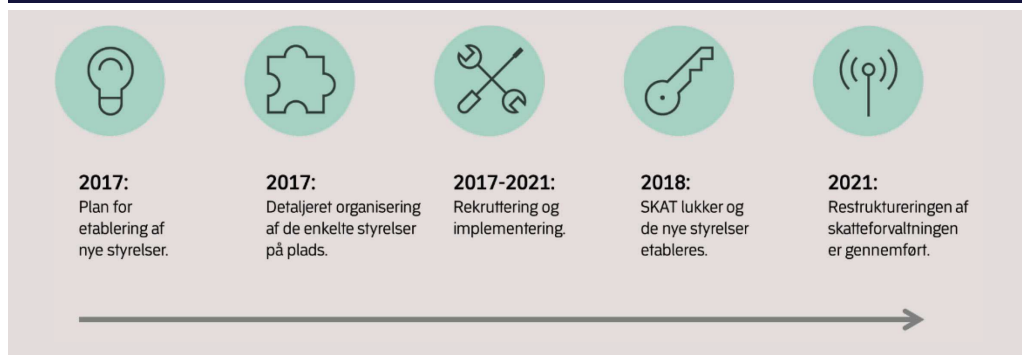 2017:
Plan for
etablering af
nye styrelser.
2017:
Detaljeret organisering
af de enkelte styrelser
på plads.
2017-2021:
Rekruttering og
implementering.
2018:
SKAT lukker og
de nye styrelser
etableres.
2021:
Restruktureringen af
skatteforvaltningen
er gennemført.